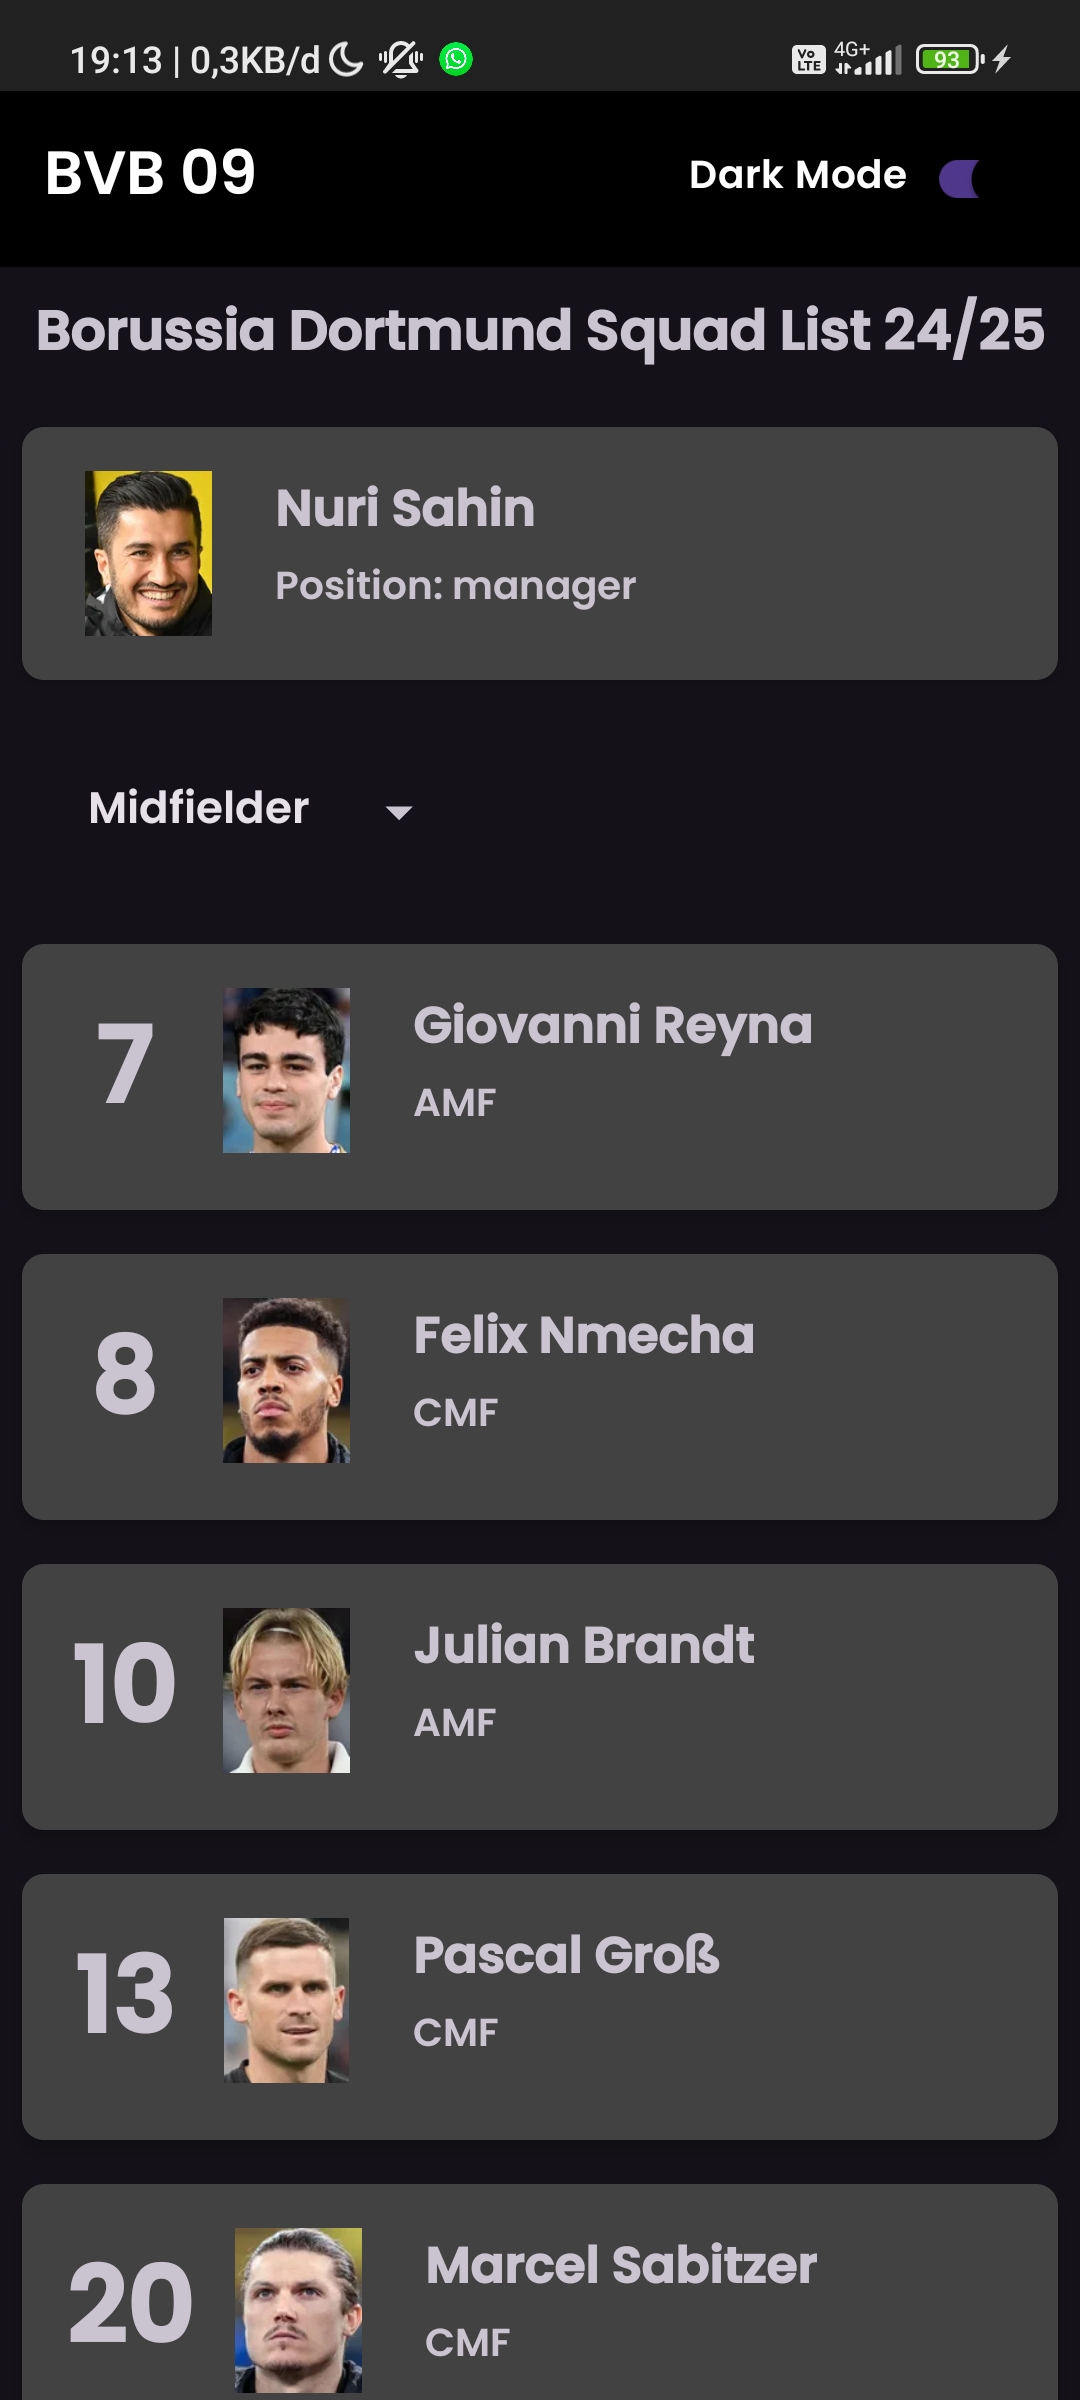 19:13 | 0,3KB/d
Vo LTE 4G+ 93
BVB 09
Dark Mode
Borussia Dortmund Squad List 24/25
Nuri Sahin
Position: manager
Midfielder
7
Giovanni Reyna
AMF
8
Felix Nmecha
CMF
10
Julian Brandt
AMF
13
Pascal Groß
CMF
20
Marcel Sabitzer
CMF